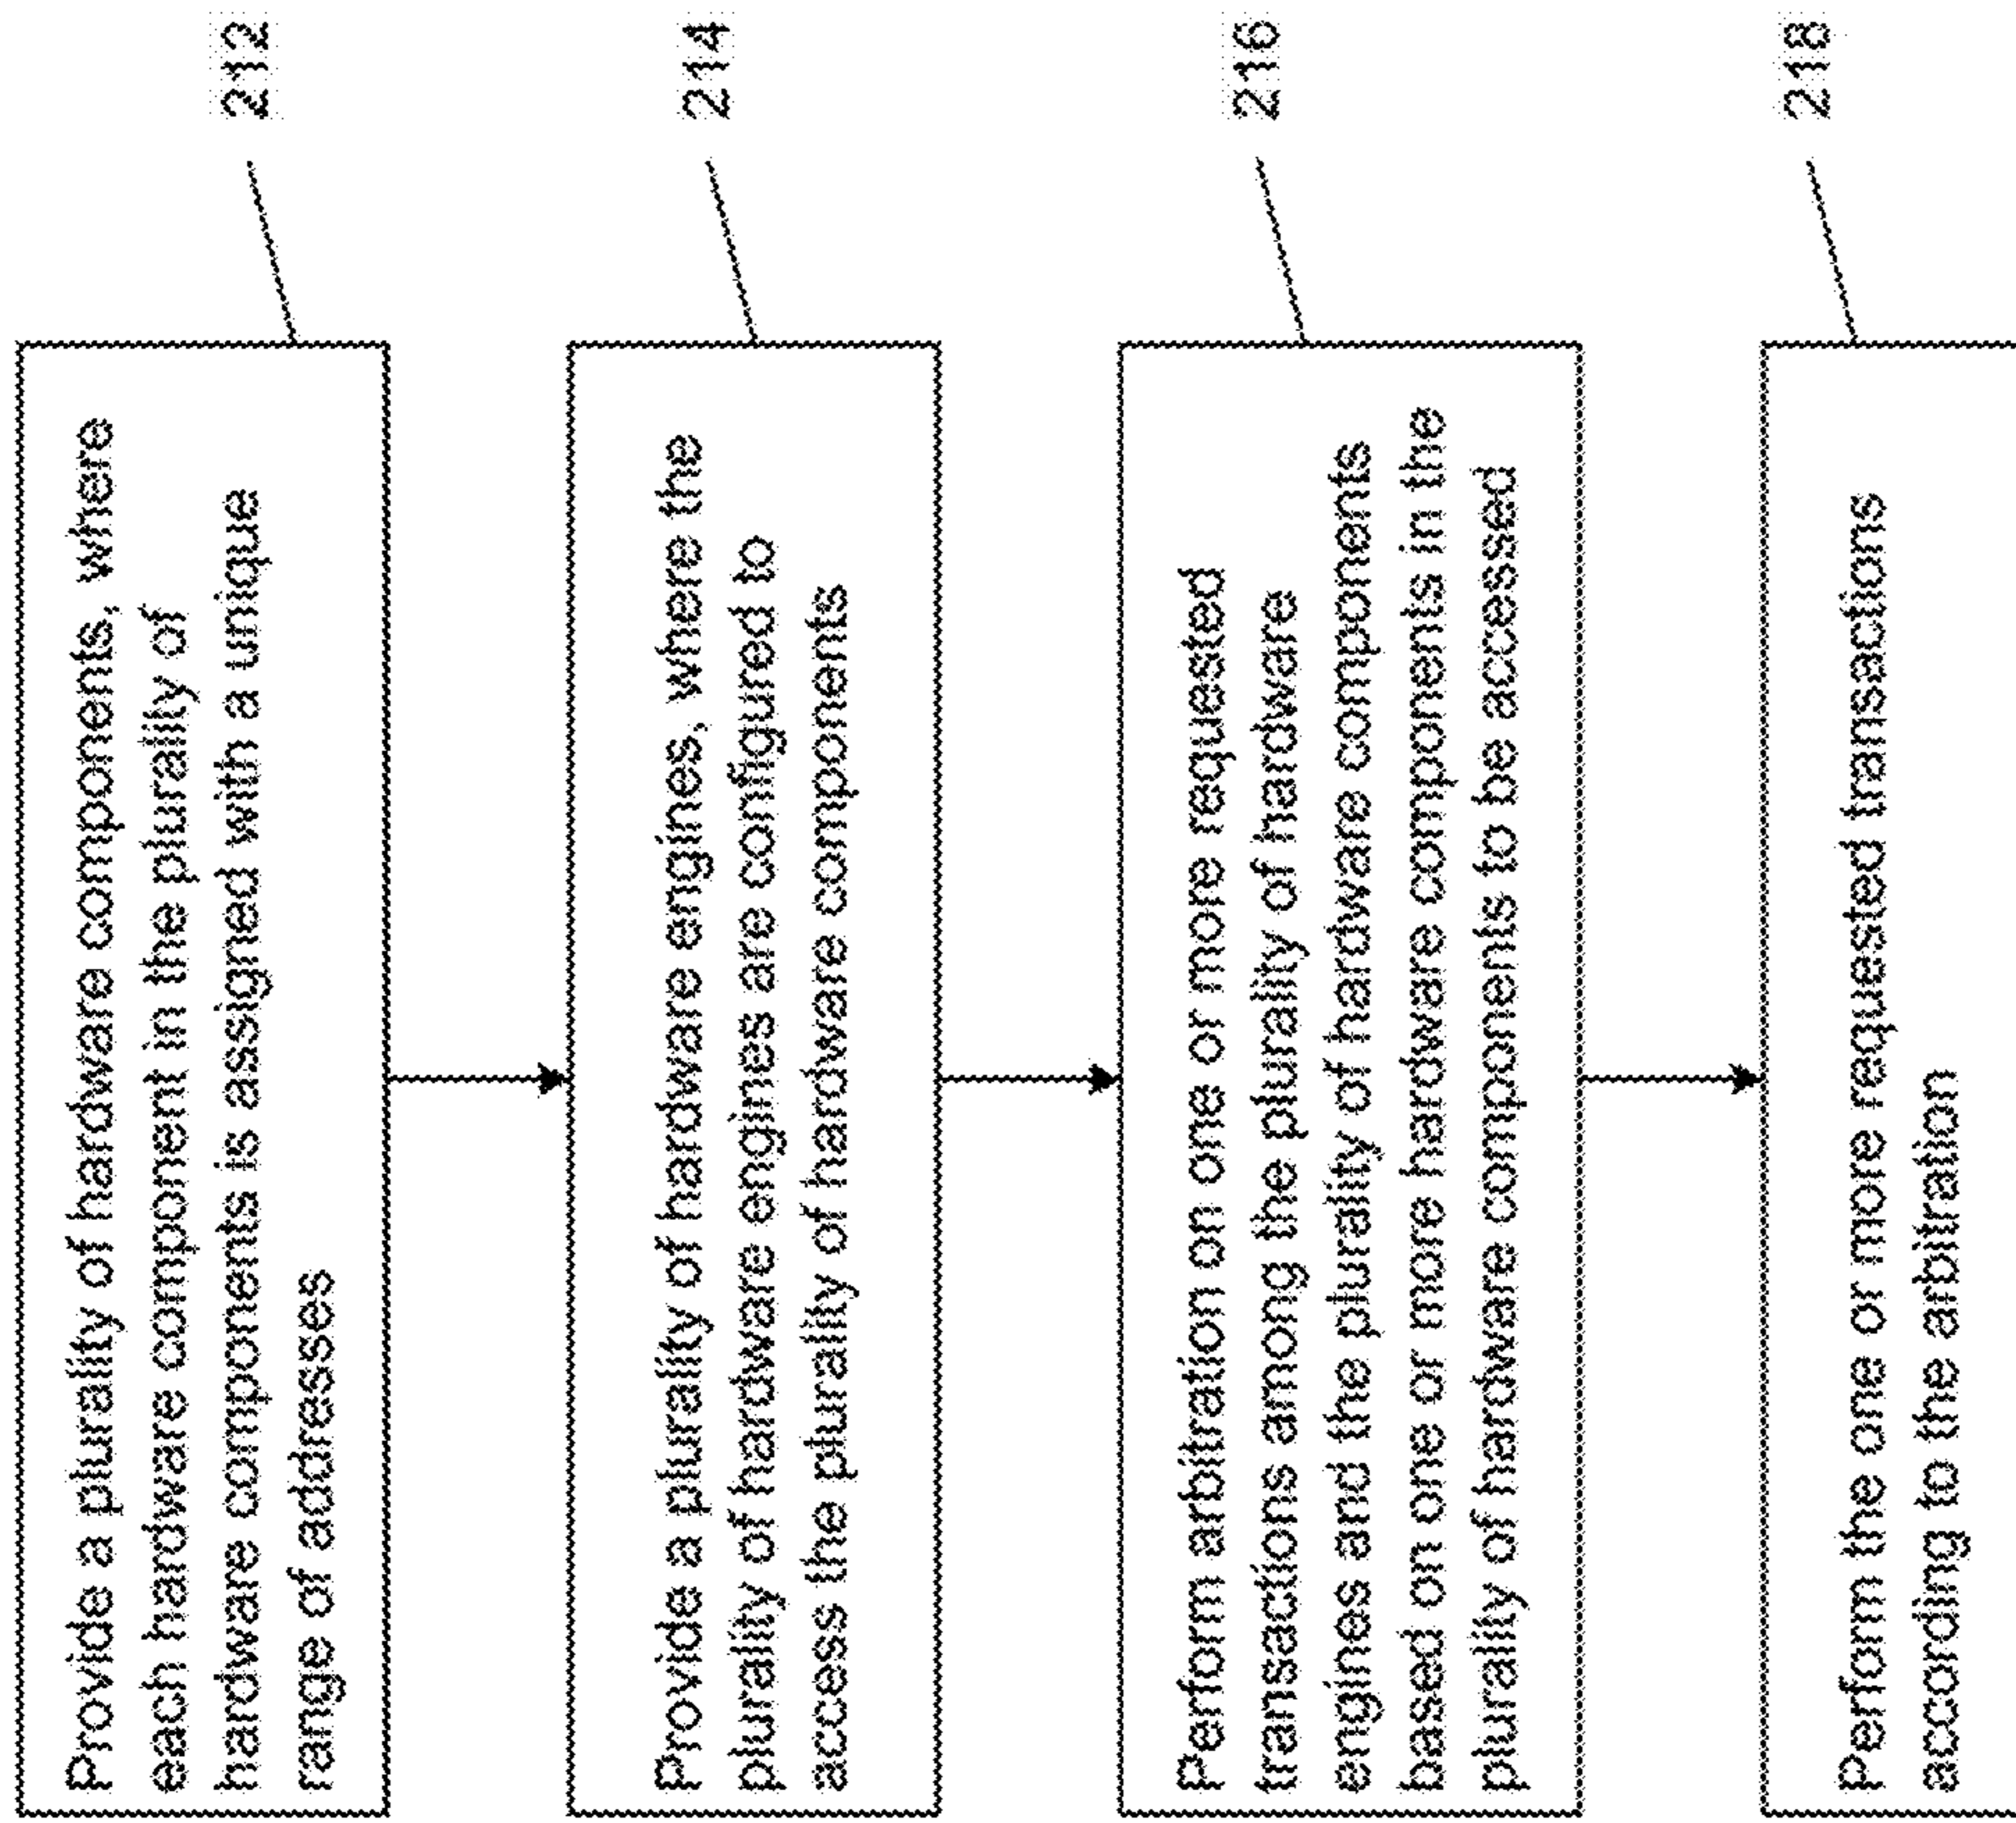 Provide a plurality of hardware components, where
each hardware component in the plurality of
hardware components is assigned with a unique
range of addresses
212
Provide a plurality of hardware engines, where the
plurality of hardware engines are configured to
access the plurality of hardware components
214
Perform arbitration on one or more requested
transactions among the plurality of hardware
engines and the plurality of hardware components
based on one or more hardware components in the
plurality of hardware components to be accessed
216
Perform the one or more requested transactions
according to the arbitration
218